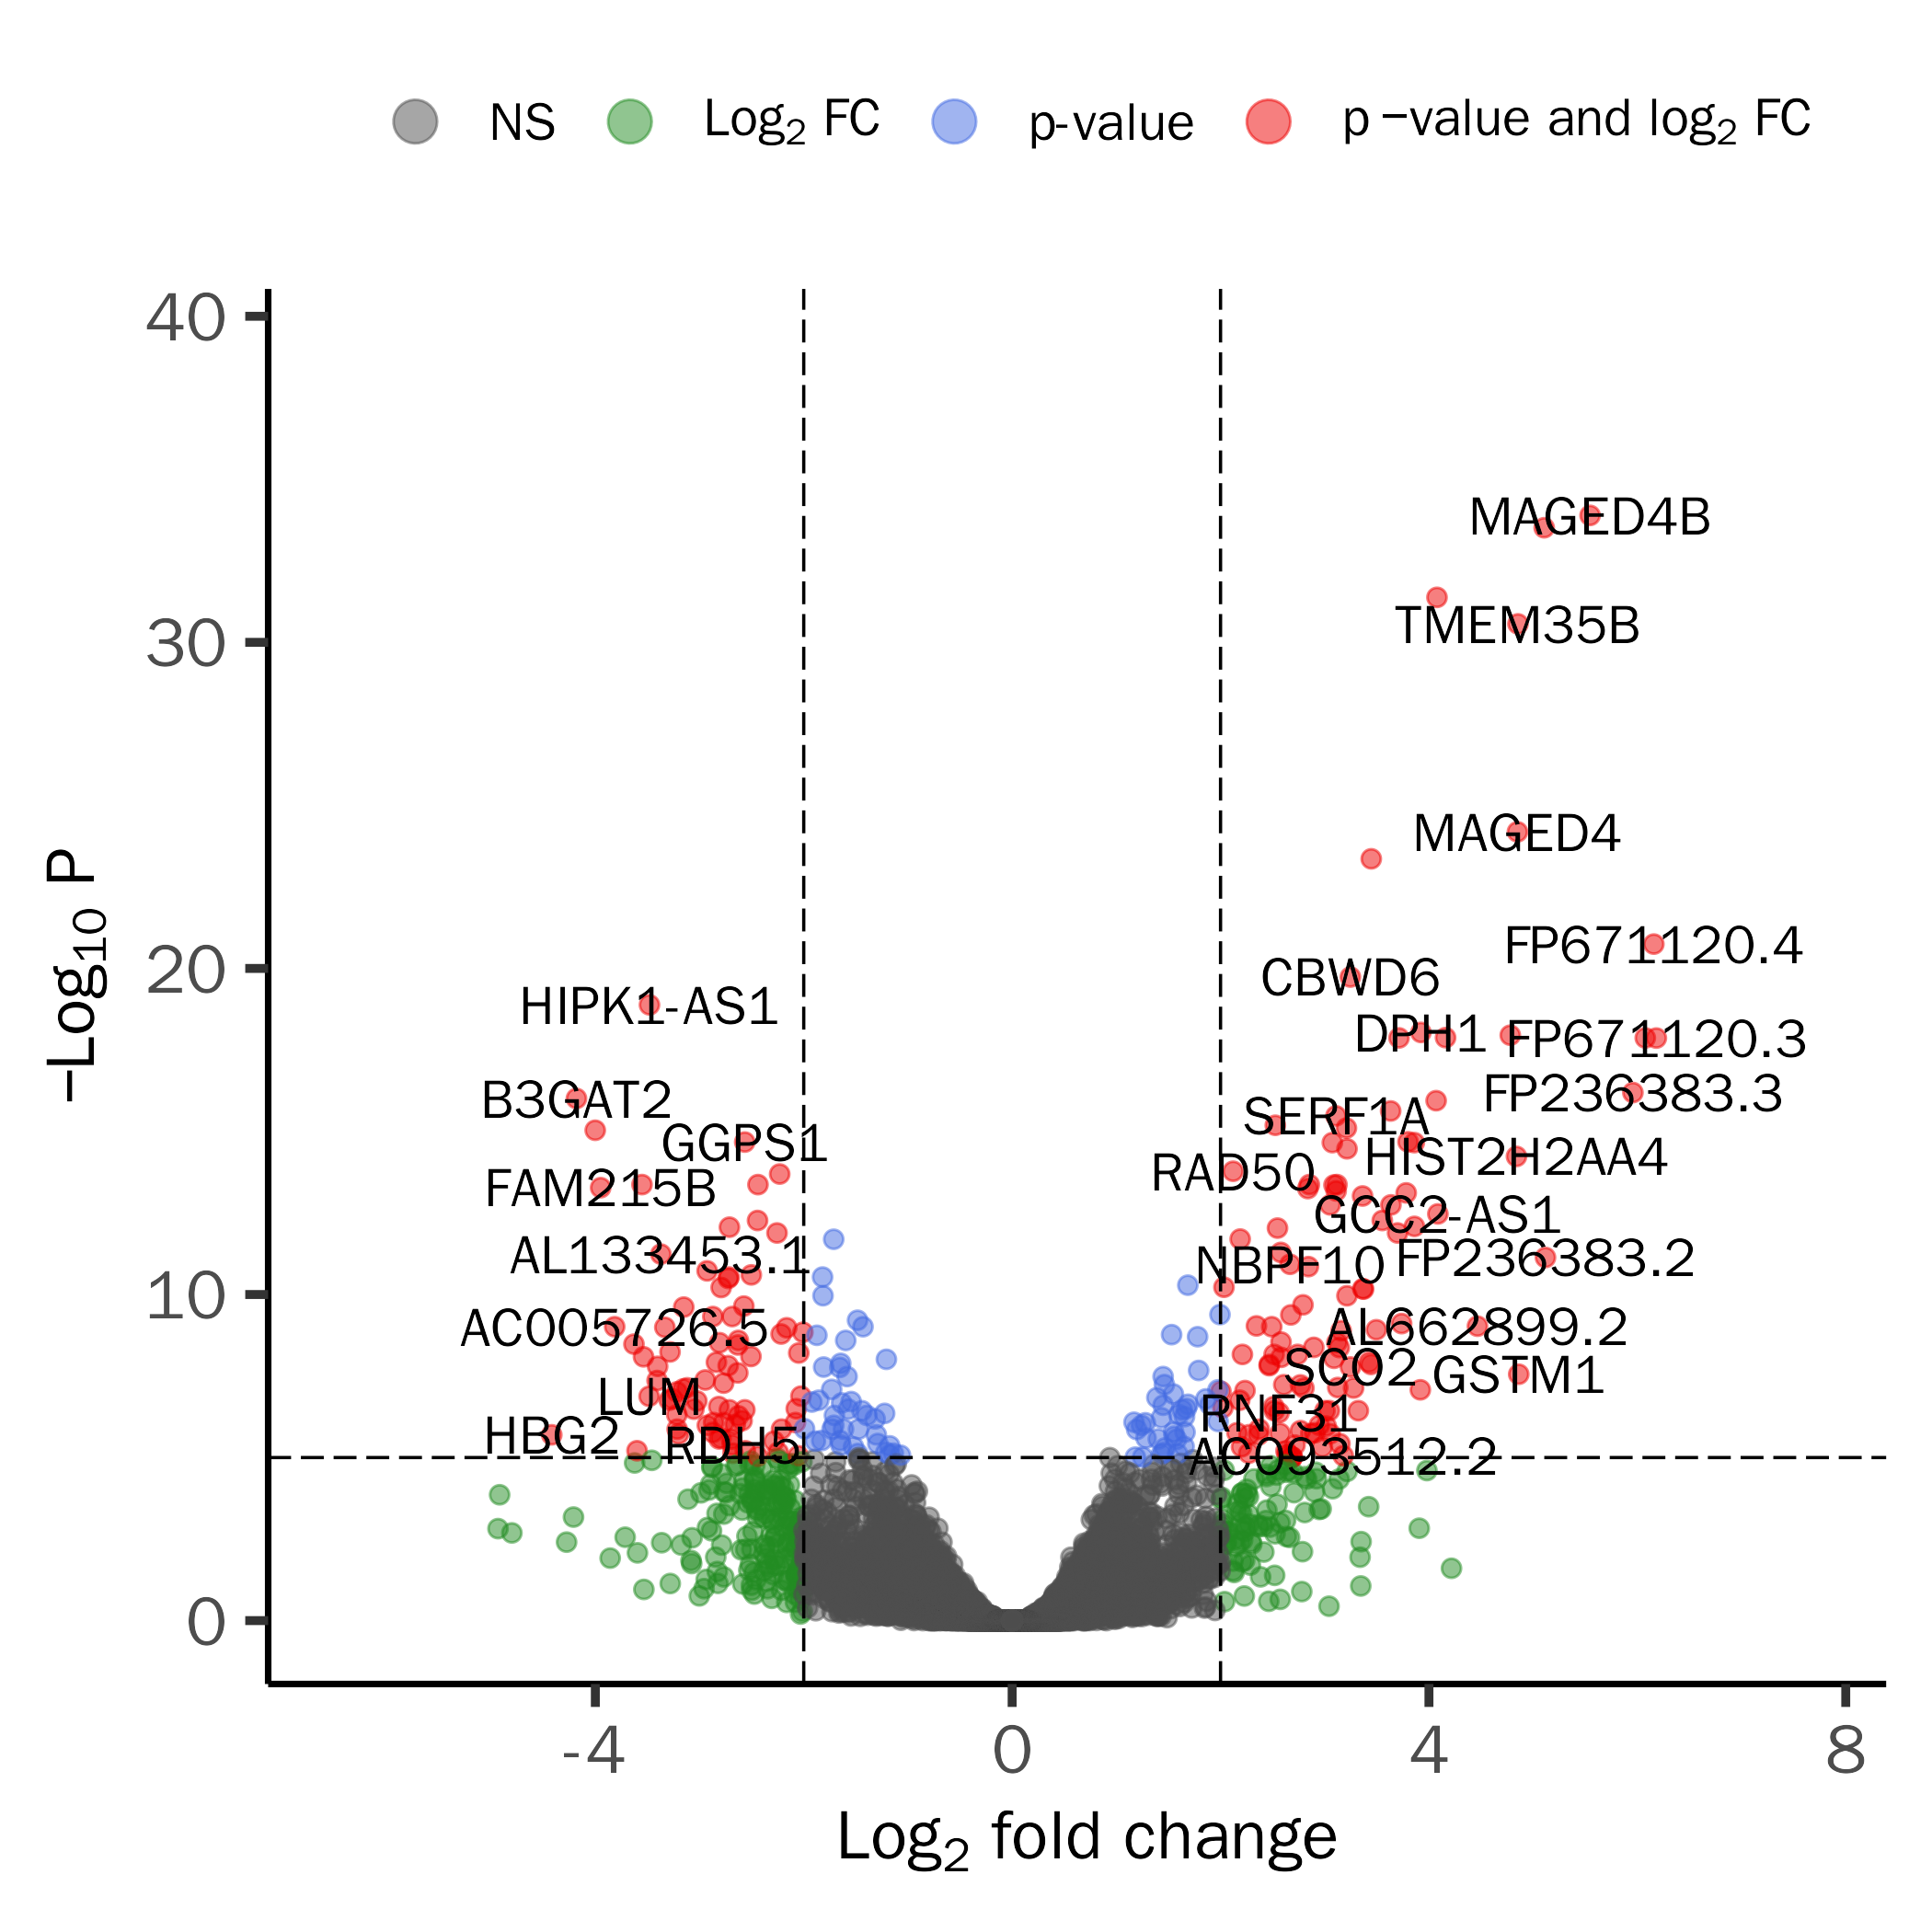 NS Log2 FC p-value p −value and log2 FC
40
MAGED4B
TMEM35B
30
MAGED4
FP671120.4
CBWD6
20
HIPK1-AS1
DPH1 FP671120.3
FP236383.3
B3GAT2
SERF1A
GGPS1
HIST2H2AA4
RAD50
FAM215B
GCC2-AS1
AL133453.1
FP236383.2
NBPF10
10
AC005726.5
AL662899.2
SCO2
GSTM1
LUM
RNF31
HBG2
RDH5
AC093512.2
0
-4 0 4 8
Log2 fold change
−Log10 P